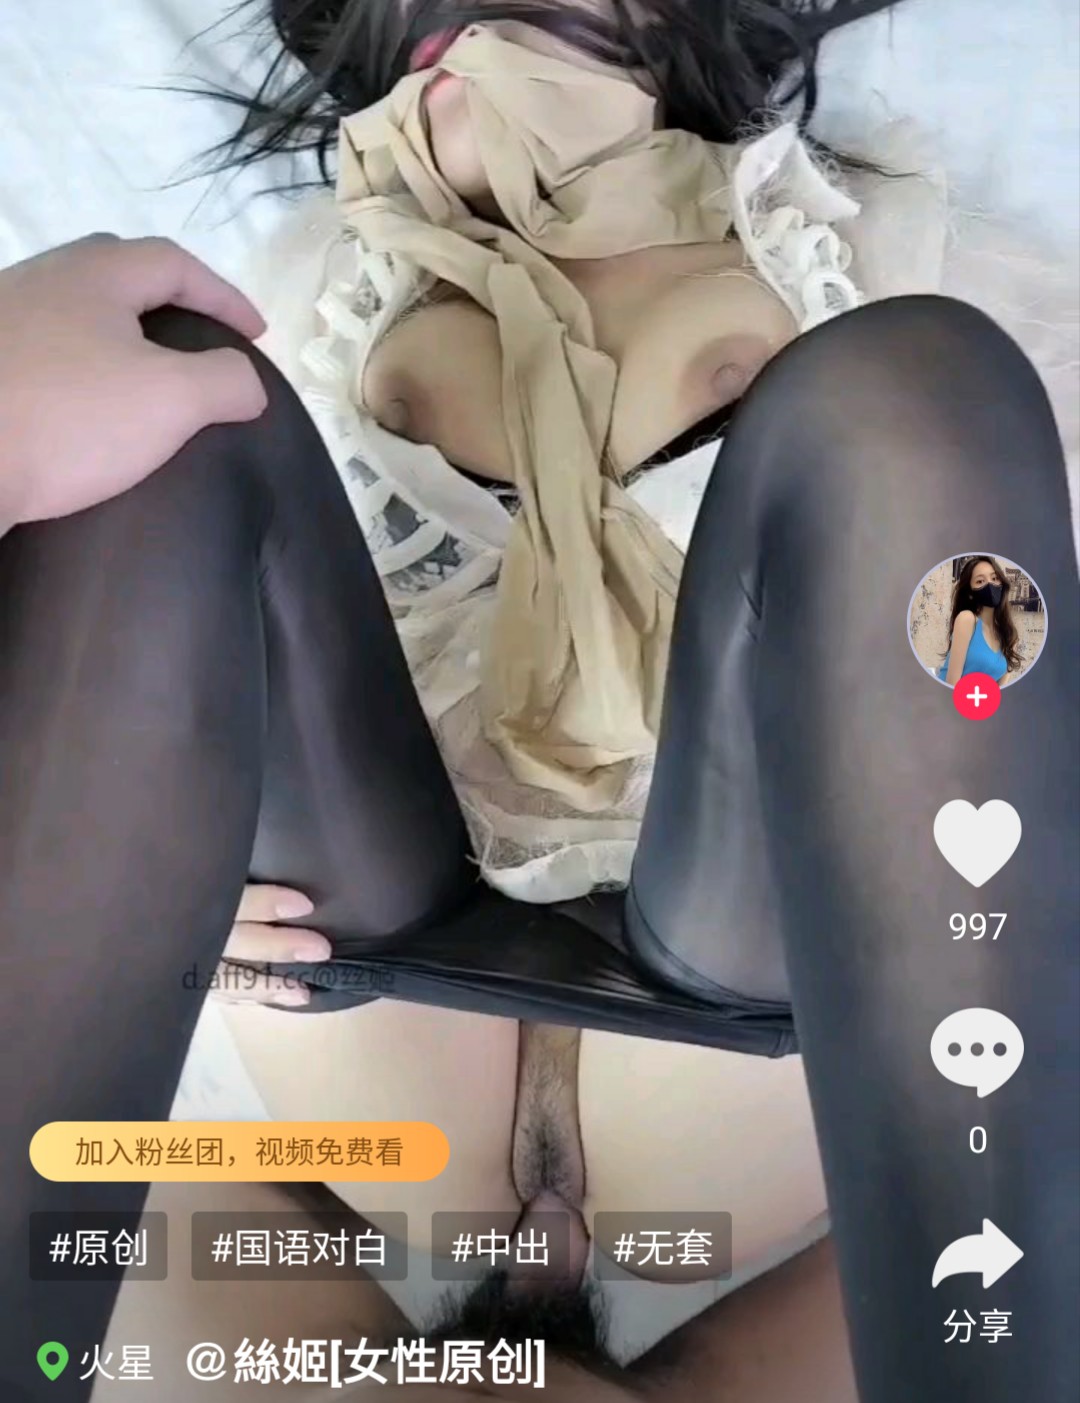 997
d.aff91.cc@丝姬
0
加入粉丝团，视频免费看
#原创 #国语对白 #中出 #无套
分享
火星 @絲姬[女性原创]